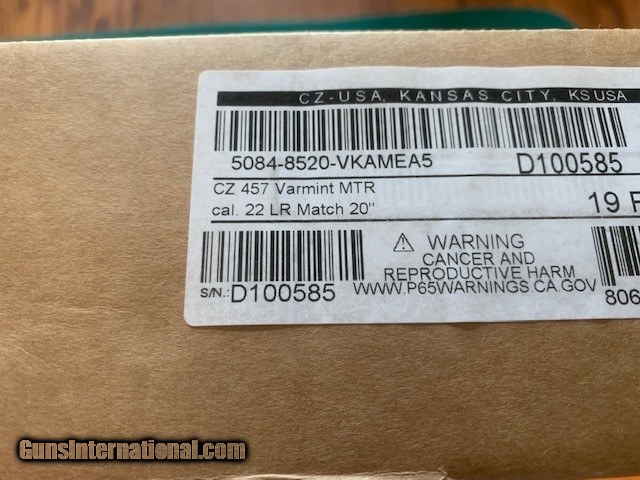 CZ-USA, KANSAS CITY, KS USA
5084-8520-VKAMEA5 D100585
CZ 457 Varmint MTR
cal. 22 LR Match 20" 19
⚠ WARNING
CANCER AND
REPRODUCTIVE HARM
WWW.P65WARNINGS.CA.GOV
S/N.: D100585
806
GunsInternational.com